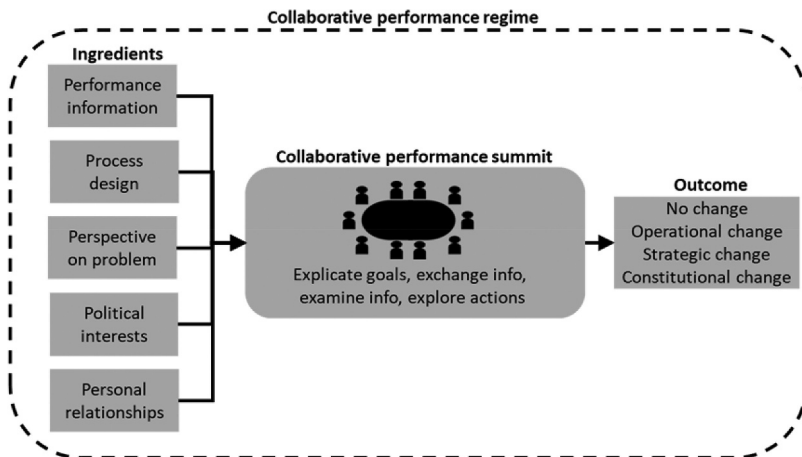 Collaborative performance regime
Ingredients
Performance
information
Process
design
Perspective
on problem
Political
interests
Personal
relationships
Collaborative performance summit
Explicate goals, exchange info,
examine info, explore actions
Outcome
No change
Operational change
Strategic change
Constitutional change